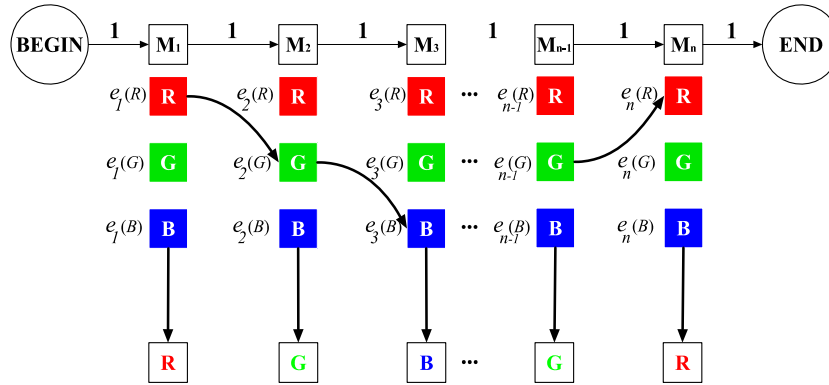 1 1 1 1 1 1
BEGIN M1 M2 M3 Mn-1 Mn END
e1(R) R e2(R) R e3(R) R ... en-1(R) R en(R) R
e1(G) G e2(G) G e3(G) G ... en-1(G) G en(G) G
e1(B) B e2(B) B e3(B) B ... en-1(B) B en(B) B
R G B ... G R